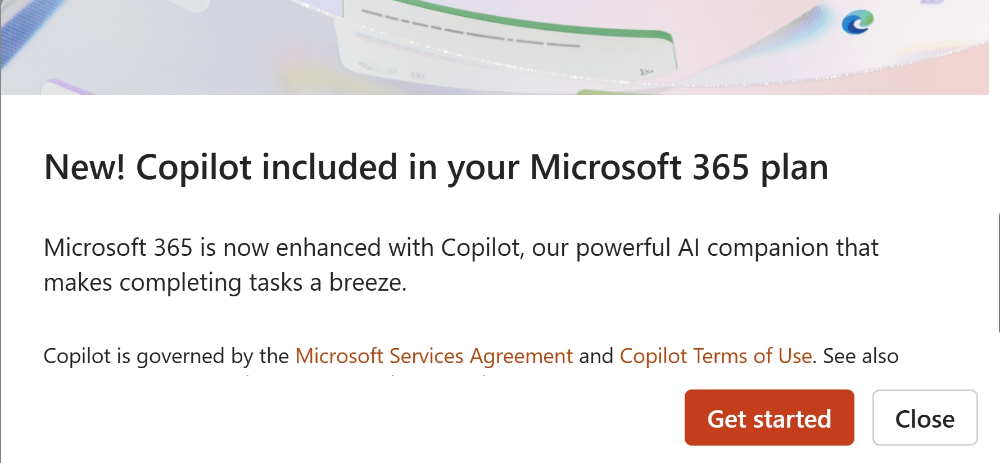 New! Copilot included in your Microsoft 365 plan
Microsoft 365 is now enhanced with Copilot, our powerful AI companion that
makes completing tasks a breeze.
Copilot is governed by the Microsoft Services Agreement and Copilot Terms of Use. See also
Get started
Close